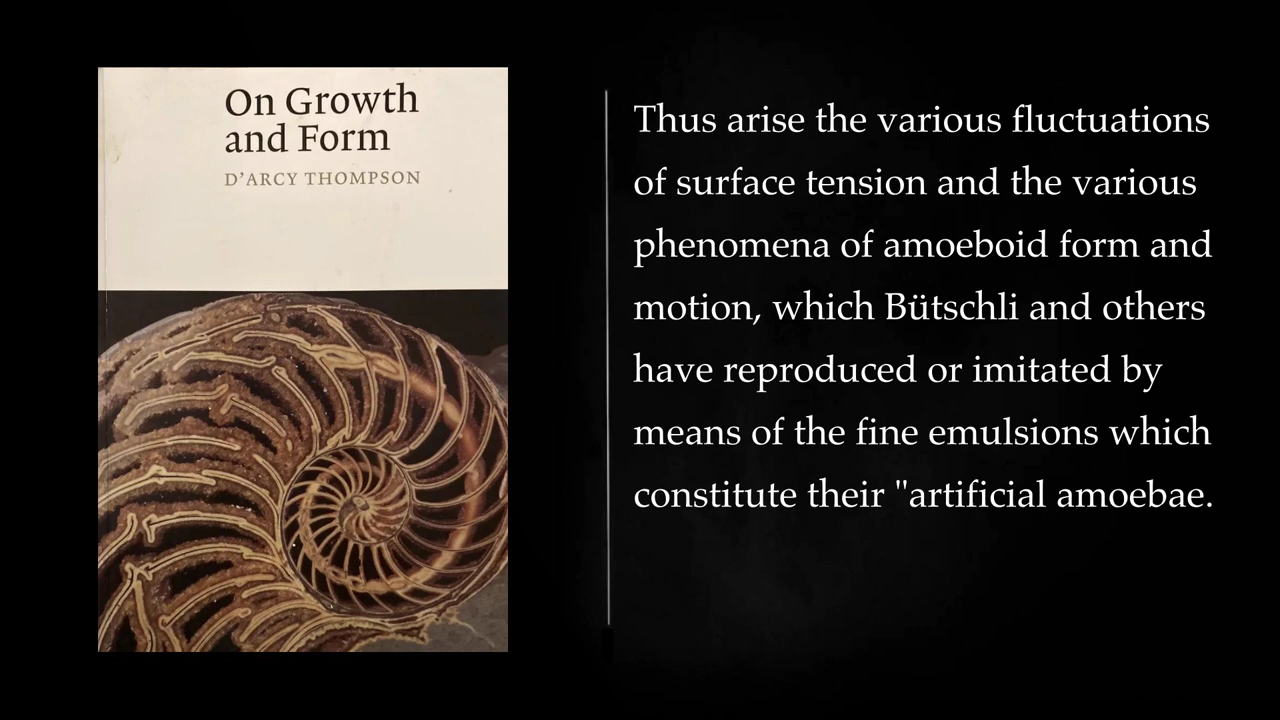 On Growth
and Form
D'ARCY THOMPSON
Thus arise the various fluctuations
of surface tension and the various
phenomena of amoeboid form and
motion, which Bütschli and others
have reproduced or imitated by
means of the fine emulsions which
constitute their "artificial amoebae.